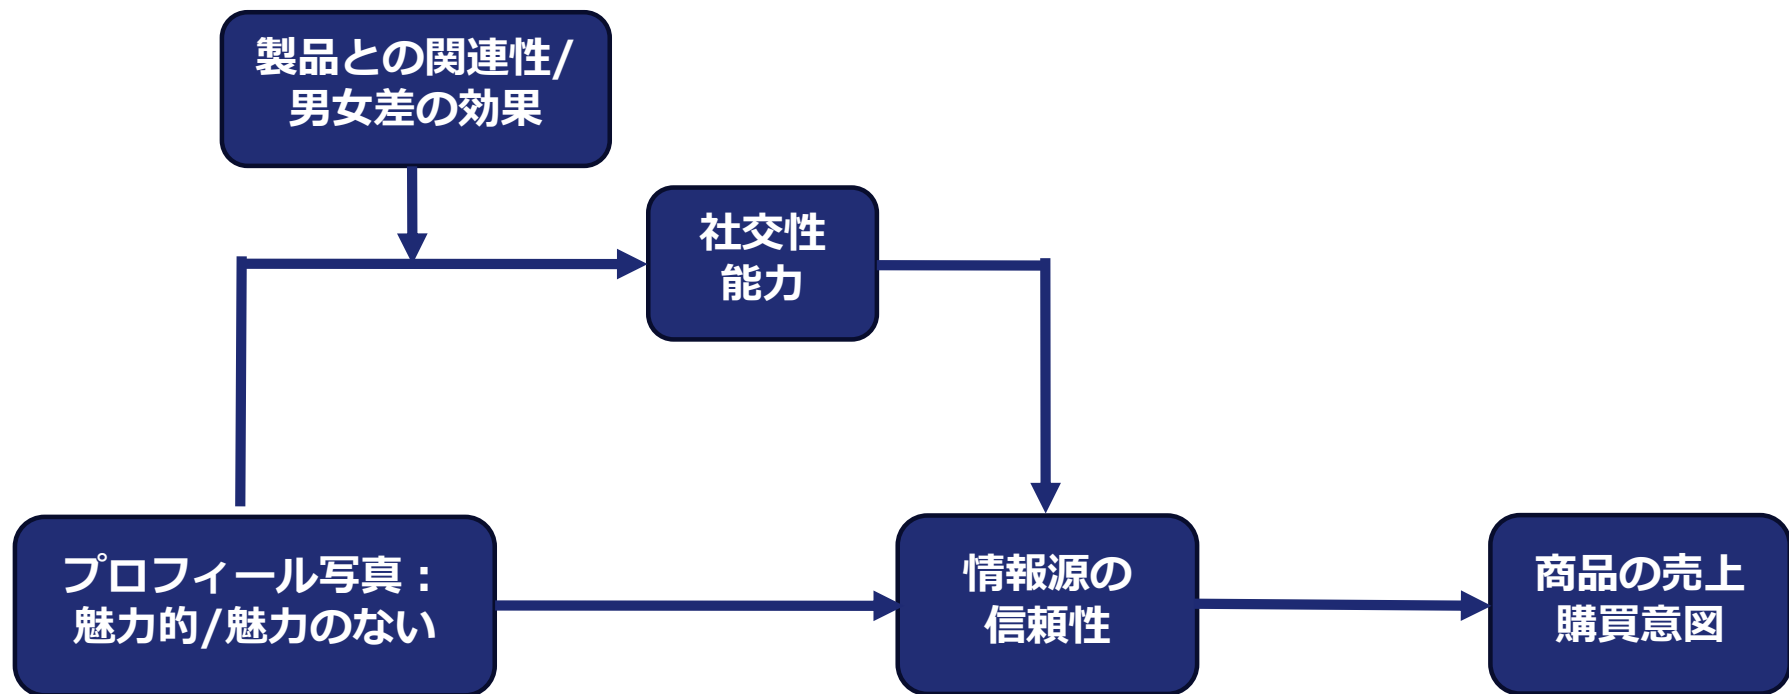 製品との関連性/
男女差の効果
社交性
能力
プロフィール写真：
魅力的/魅力のない
情報源の
信頼性
商品の売上
購買意図